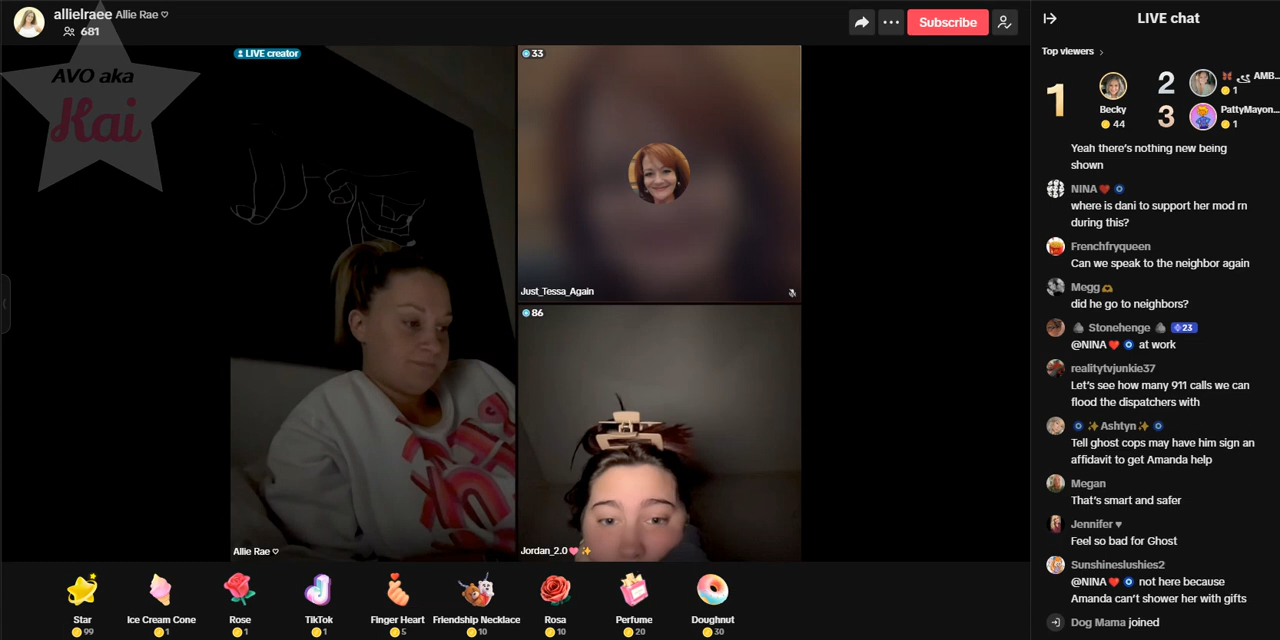 allielraee Allie Rae ♡
681
Subscribe
AVO aka
Kai
LIVE creator
33
Just_Tessa_Again
86
Allie Rae ♡
Jordan_2.0 💗 ✨
Star
99
Ice Cream Cone
1
Rose
1
TikTok
1
Finger Heart
5
Friendship Necklace
10
Rosa
10
Perfume
20
Doughnut
30
LIVE chat
Top viewers
1
Becky
44
2
AMB...
1
3
PattyMayon...
1
Yeah there's nothing new being
shown
NINA ❤️ 🧿
where is dani to support her mod rn
during this?
Frenchfryqueen
Can we speak to the neighbor again
Megg 🫶
did he go to neighbors?
🪨 Stonehenge 🪨 23
@NINA ❤️ 🧿 at work
realitytvjunkie37
Let's see how many 911 calls we can
flood the dispatchers with
🧿 ✨ Ashtyn ✨ 🧿
Tell ghost cops may have him sign an
affidavit to get Amanda help
Megan
That's smart and safer
Jennifer ♥
Feel so bad for Ghost
Sunshineslushies2
@NINA ❤️ 🧿 not here because
Amanda can't shower her with gifts
Dog Mama joined